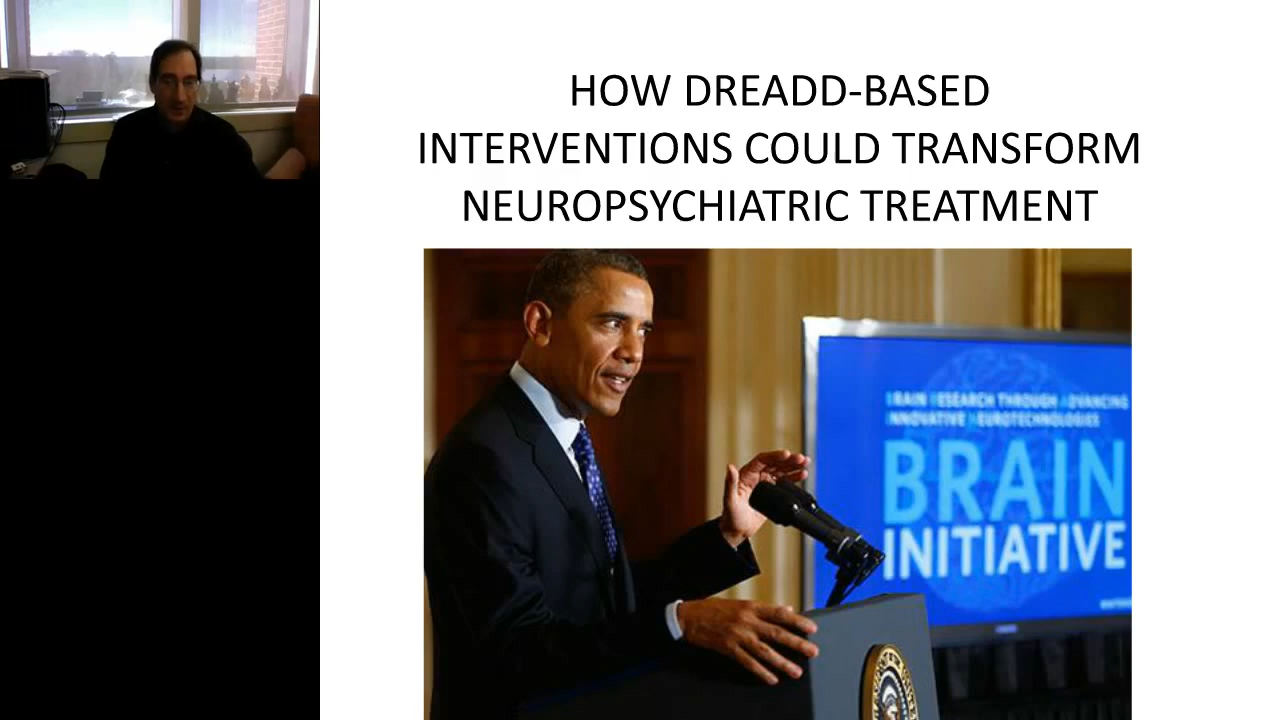 HOW DREADD-BASED
INTERVENTIONS COULD TRANSFORM
NEUROPSYCHIATRIC TREATMENT
BRAIN RESEARCH THROUGH ADVANCING
INNOVATIVE NEUROTECHNOLOGIES
BRAIN
INITIATIVE